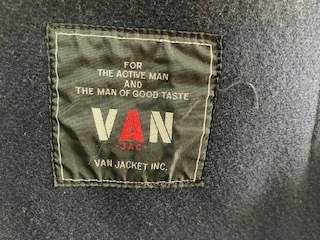 FOR
THE ACTIVE MAN
AND
THE MAN OF GOOD TASTE
VAN
JAC
VAN JACKET INC.